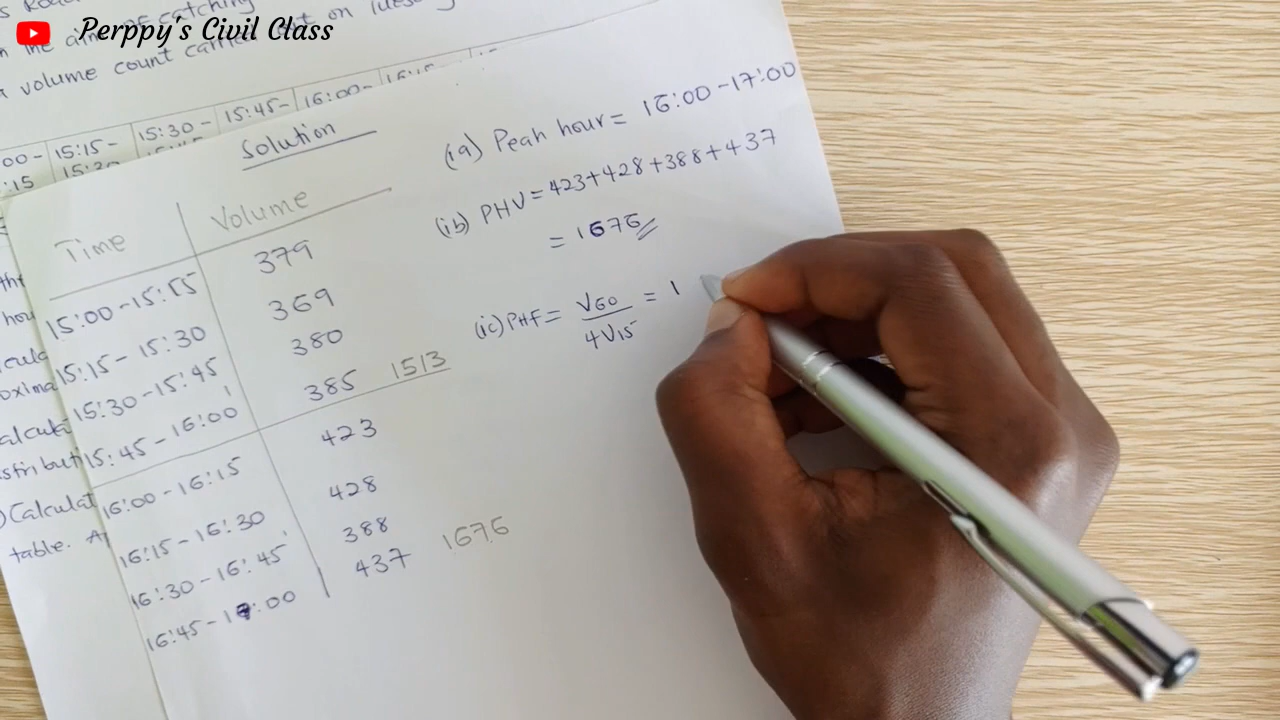 Perppy's Civil Class
catching
volume count carried out on
15:15-
15:30 -
15:45-
16:00-
:15
Solution
Time Volume
15:00-15:15 379
15:15- 15:30 369
15:30-15:45 380
15:45-16:00 385 1513
16:00-16:15 423
16:15-16:30 428
16:30-16:45 388
16:45-17:00 437 1676
(ia) Peak hour = 16:00-17:00
(ib) PHV = 423+428+388+437
= 1676
(ic) PHF = V60 = 1
4V15
table.